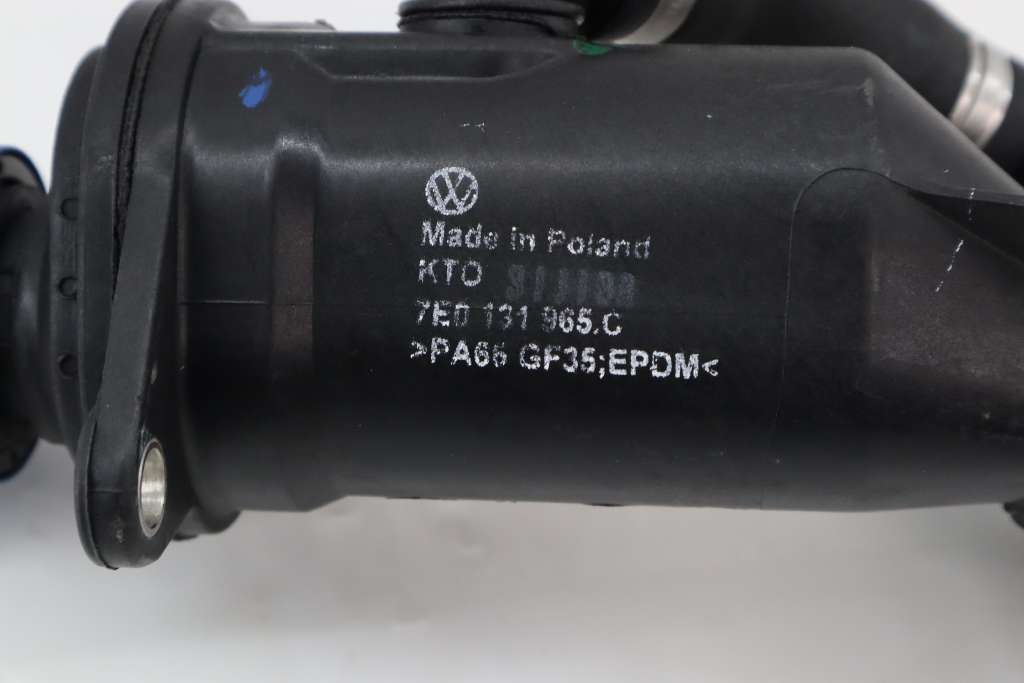 Made in Poland
KTO
7E0 131 965.C
>PA66 GF35;EPDM<